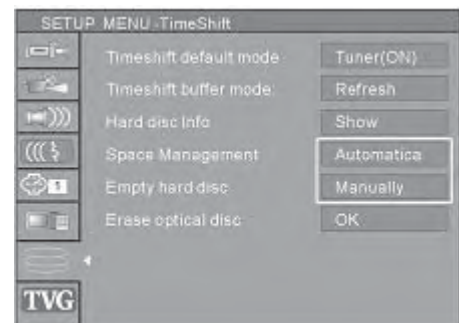 SETUP MENU -TimeShift
Timeshift default mode Tuner(ON)
Timeshift buffer mode: Refresh
Hard disc Info Show
Space Management Automatica
Empty hard disc Manually
Erase optical disc OK
TVG